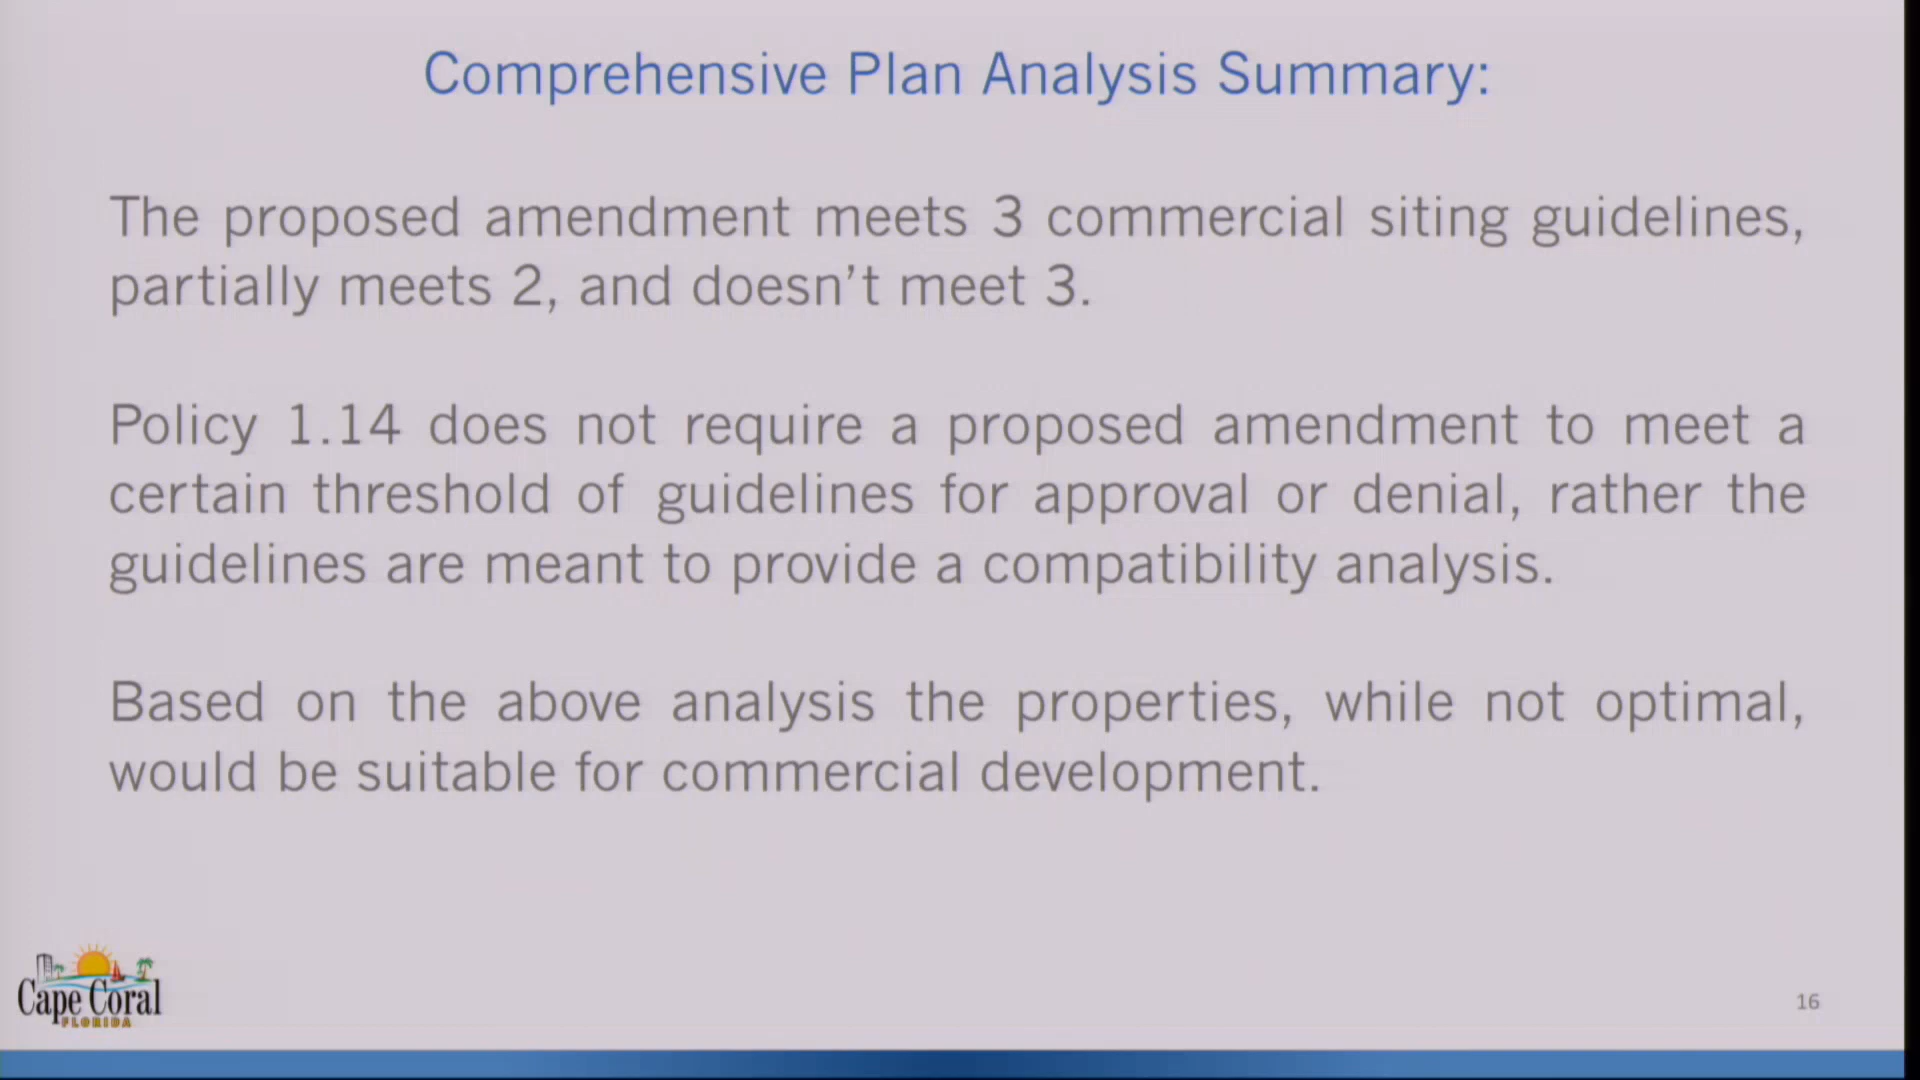 Comprehensive Plan Analysis Summary:
The proposed amendment meets 3 commercial siting guidelines,
partially meets 2, and doesn’t meet 3.
Policy 1.14 does not require a proposed amendment to meet a
certain threshold of guidelines for approval or denial, rather the
guidelines are meant to provide a compatibility analysis.
Based on the above analysis the properties, while not optimal,
would be suitable for commercial development.
Cape Coral
FLORIDA
16